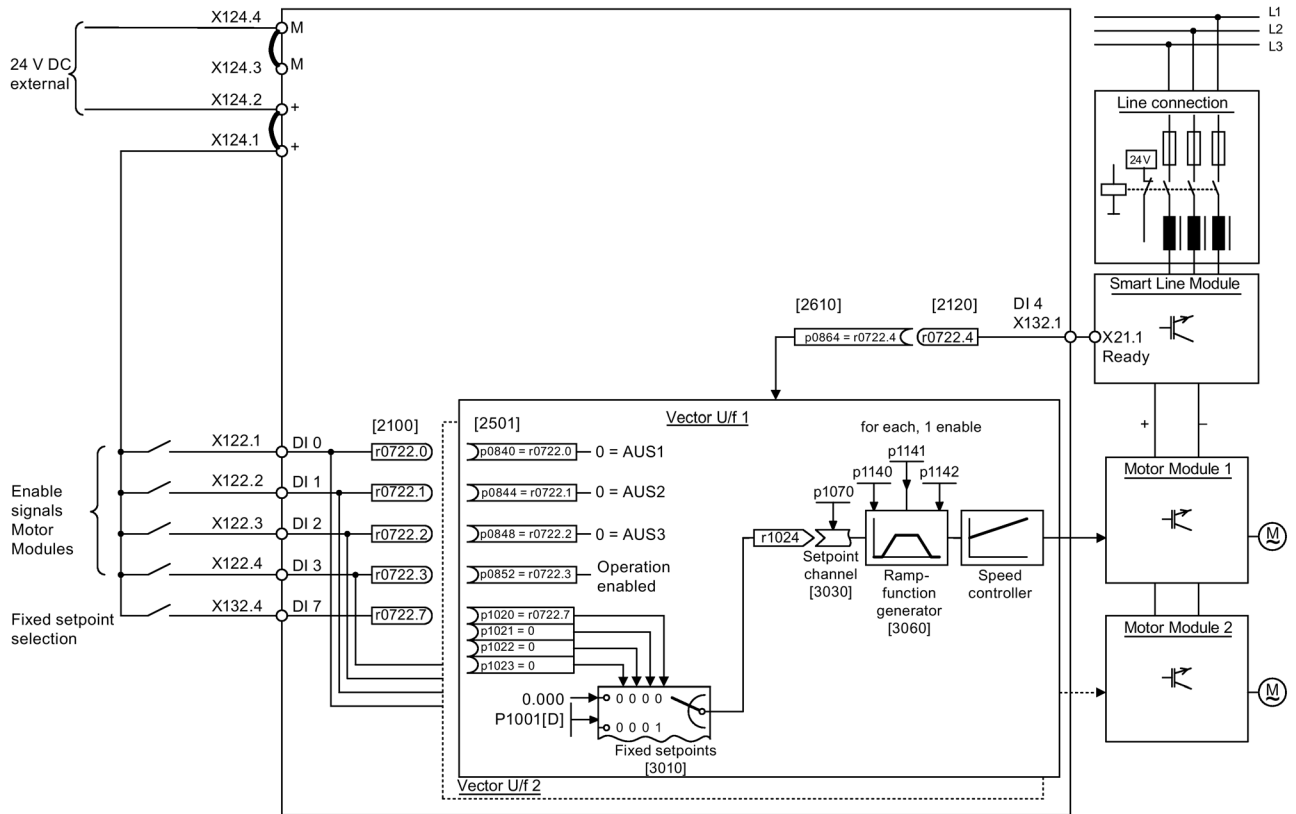 X124.4
M
24 V DC
external
X124.3
M
X124.2
+
X124.1
+
L1
L2
L3
Line connection
24V
Smart Line Module
[2610]
[2120]
DI 4
X132.1
p0864 = r0722.4
r0722.4
X21.1
Ready
+
–
Vector U/f 1
[2100]
[2501]
for each, 1 enable
p1141
p1140
p1142
p1070
Enable
signals
Motor
Modules
X122.1
DI 0
r0722.0
p0840 = r0722.0
0 = AUS1
X122.2
DI 1
r0722.1
p0844 = r0722.1
0 = AUS2
X122.3
DI 2
r0722.2
p0848 = r0722.2
0 = AUS3
X122.4
DI 3
r0722.3
p0852 = r0722.3
Operation
enabled
Fixed setpoint
selection
X132.4
DI 7
r0722.7
p1020 = r0722.7
p1021 = 0
p1022 = 0
p1023 = 0
r1024
Setpoint
channel
[3030]
Ramp-
function
generator
[3060]
Speed
controller
Motor Module 1
M
~
Motor Module 2
M
~
0.000
0 0 0 0
P1001[D]
0 0 0 1
Fixed setpoints
[3010]
Vector U/f 2